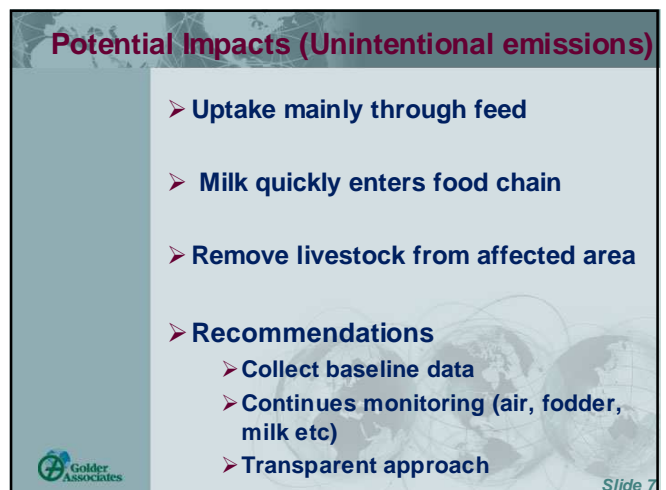 Potential Impacts (Unintentional emissions)
➢ Uptake mainly through feed
➢ Milk quickly enters food chain
➢ Remove livestock from affected area
➢ Recommendations
➢ Collect baseline data
➢ Continues monitoring (air, fodder,
milk etc)
➢ Transparent approach
Golder
Associates
Slide 7